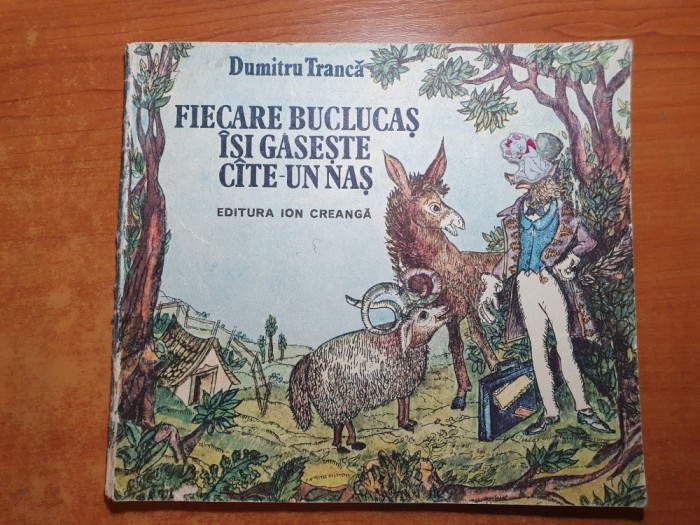 Dumitru Trancă
FIECARE BUCLUCAȘ
ÎȘI GĂSEȘTE
CÎTE-UN NAȘ
EDITURA ION CREANGĂ